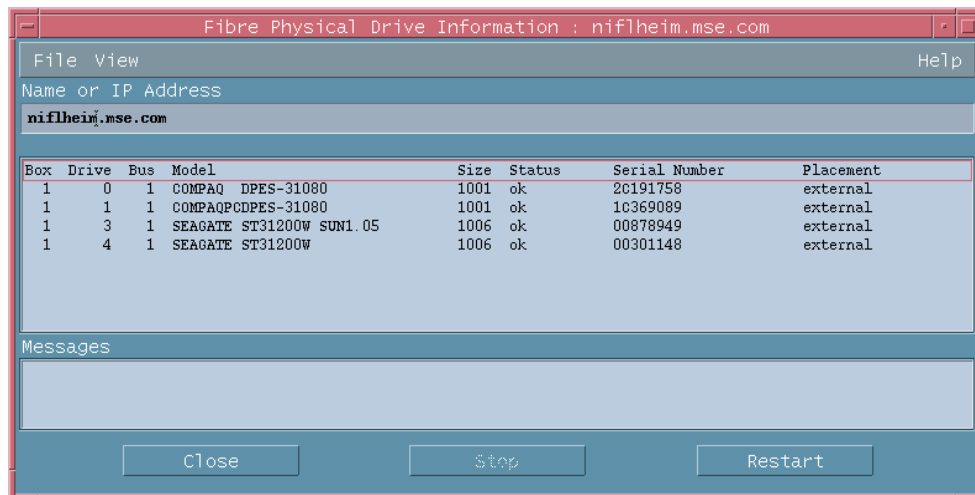 Fibre Physical Drive Information : niflheim.mse.com
File View Help
Name or IP Address
niflheim.mse.com
Box Drive Bus Model Size Status Serial Number Placement
1 0 1 COMPAQ DPES-31080 1001 ok 2C191758 external
1 1 1 COMPAQPCDPES-31080 1001 ok 1C369089 external
1 3 1 SEAGATE ST31200W SUN1.05 1006 ok 00878949 external
1 4 1 SEAGATE ST31200W 1006 ok 00301148 external
Messages
Close Stop Restart